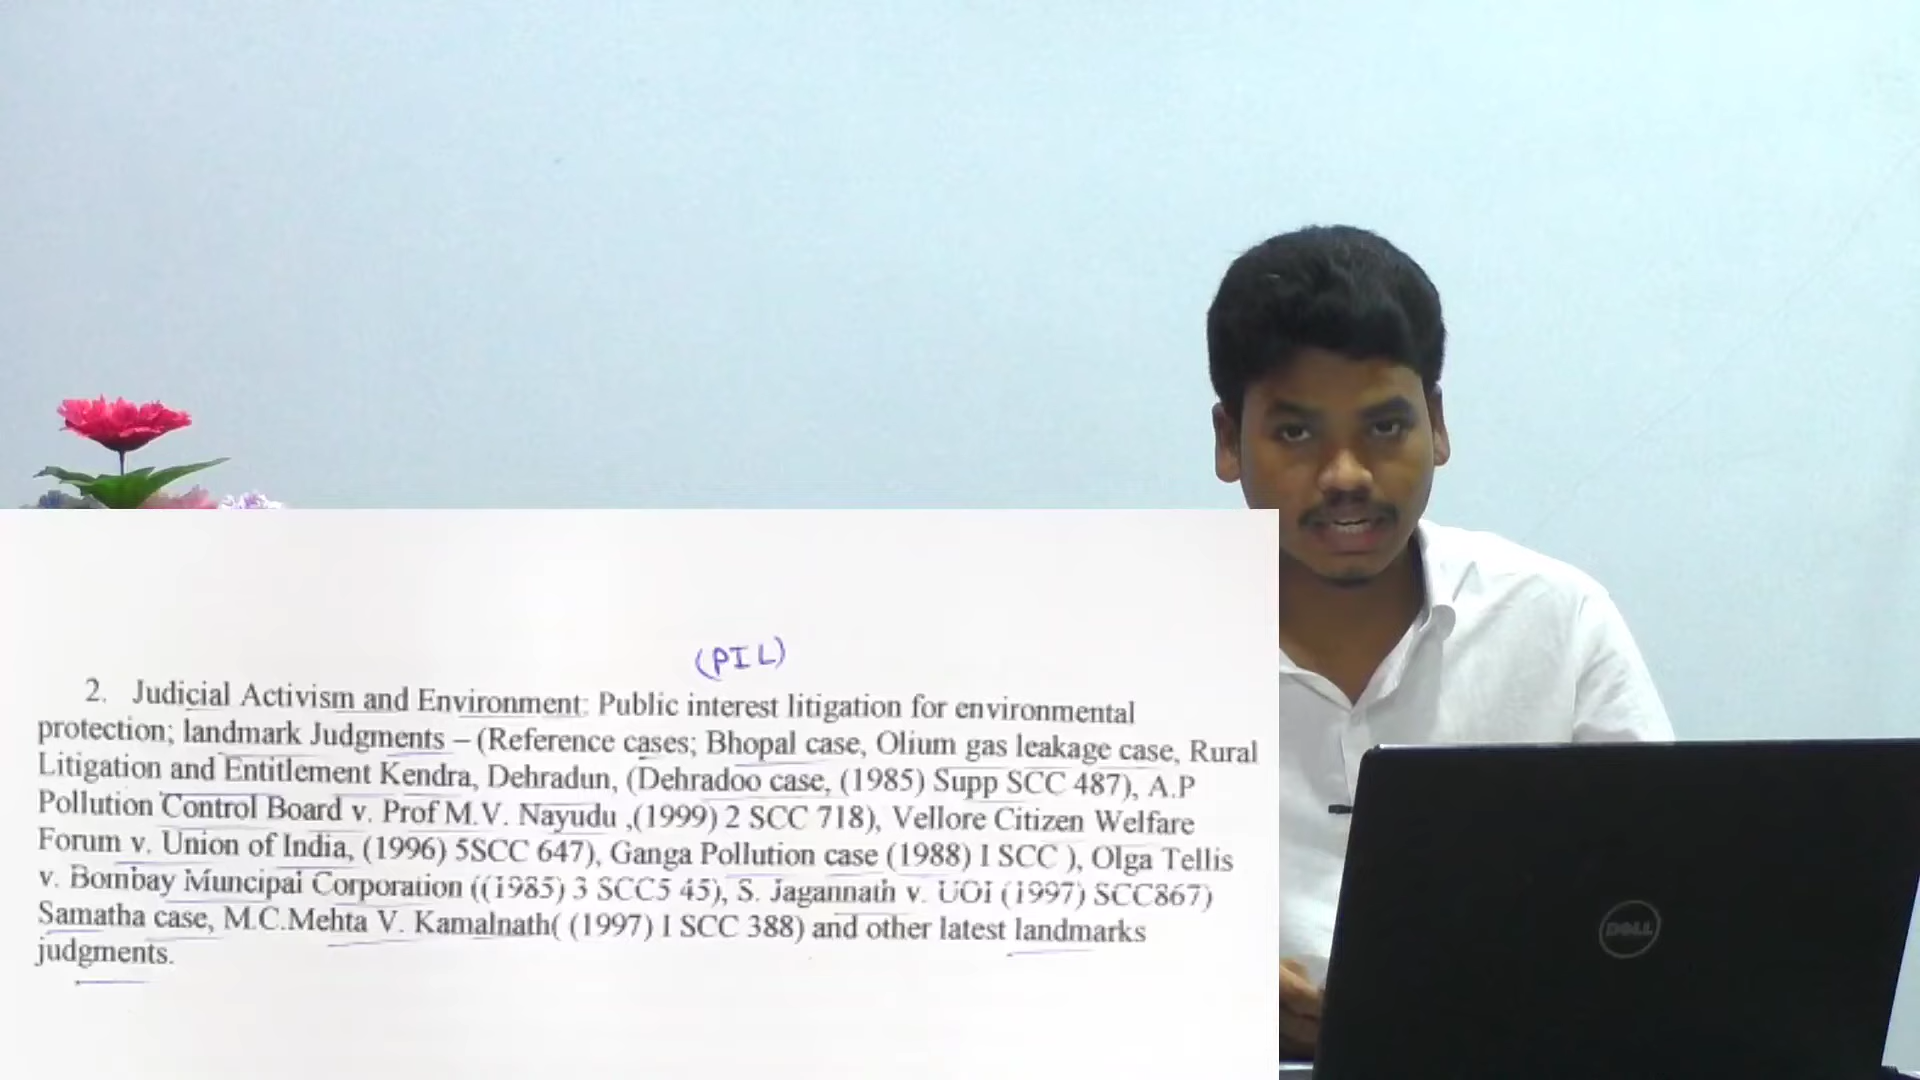 (PIL)
2. Judicial Activism and Environment: Public interest litigation for environmental
protection; landmark Judgments – (Reference cases; Bhopal case, Olium gas leakage case, Rural
Litigation and Entitlement Kendra, Dehradun, (Dehradoo case, (1985) Supp SCC 487), A.P
Pollution Control Board v. Prof M.V. Nayudu ,(1999) 2 SCC 718), Vellore Citizen Welfare
Forum v. Union of India, (1996) 5SCC 647), Ganga Pollution case (1988) I SCC ), Olga Tellis
v. Bombay Muncipal Corporation ((1985) 3 SCC5 45), S. Jagannath v. UOI (1997) SCC867)
Samatha case, M.C.Mehta V. Kamalnath( (1997) I SCC 388) and other latest landmarks
judgments.
DELL